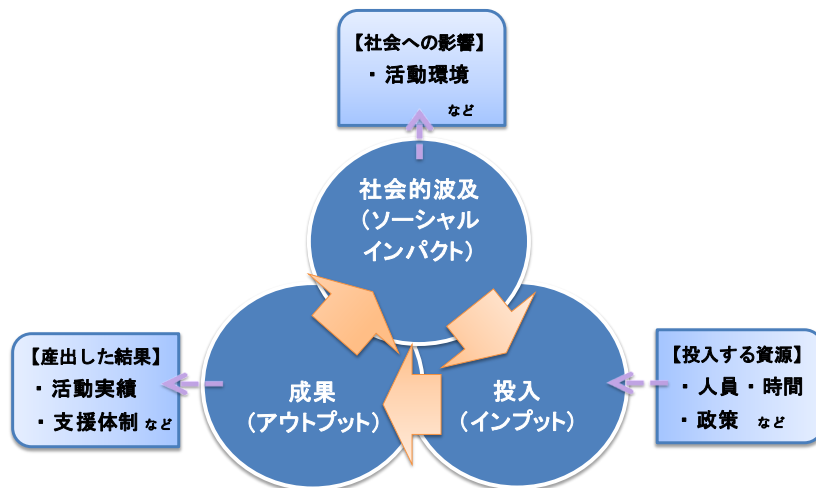 【社会への影響】
・活動環境
など
社会的波及
（ソーシャル
インパクト）
【産出した結果】
・活動実績
・支援体制 など
成果
（アウトプット）
投入
（インプット）
【投入する資源】
・人員・時間
・政策 など